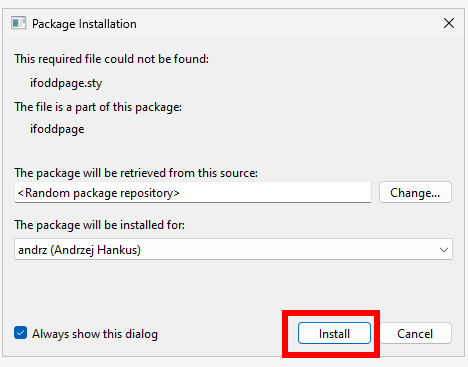 Package Installation
This required file could not be found:
ifoddpage.sty
The file is a part of this package:
ifoddpage
The package will be retrieved from this source:
<Random package repository>
Change...
The package will be installed for:
andrz (Andrzej Hankus)
Always show this dialog
Install
Cancel